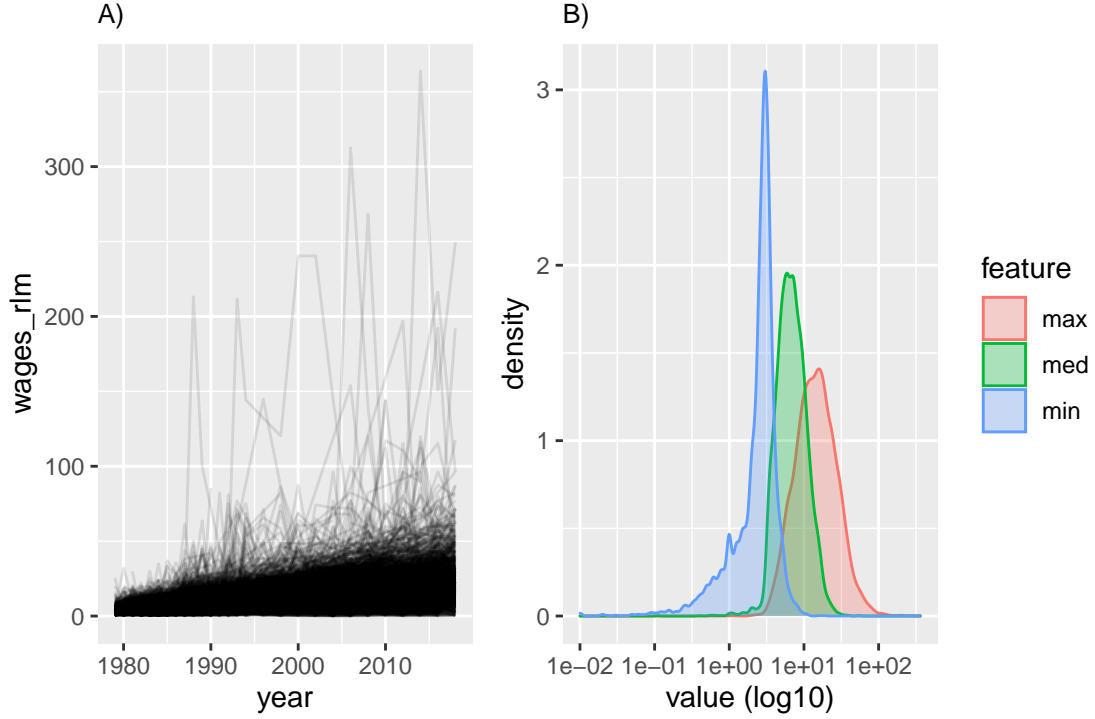 A)
wages_rlm
300
200
100
0
1980
1990
2000
2010
year
B)
density
3
2
1
0
1e−02
1e−01
1e+00
1e+01
1e+02
value (log10)
feature
max
med
min